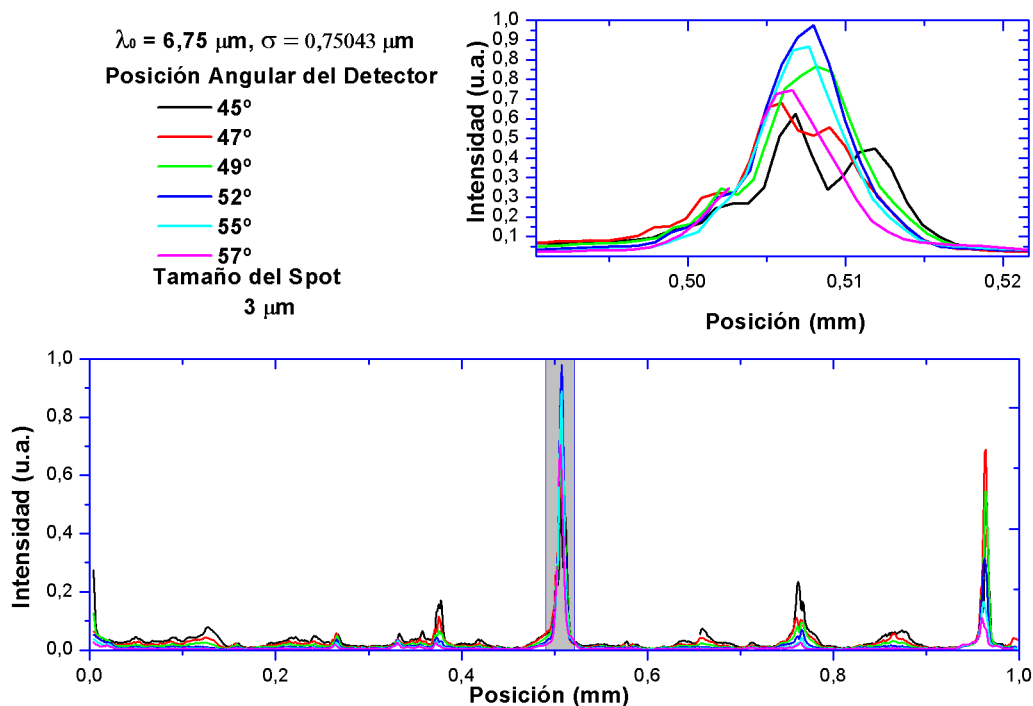 λ₀ = 6,75 μm, σ = 0,75043 μm
Posición Angular del Detector
45º
47º
49º
52º
55º
57º
Tamaño del Spot
3 μm
Intensidad (u.a.)
1,0
0,9
0,8
0,7
0,6
0,5
0,4
0,3
0,2
0,1
0,50
0,51
0,52
Posición (mm)
Intensidad (u.a.)
1,0
0,8
0,6
0,4
0,2
0,0
0,0
0,2
0,4
0,6
0,8
1,0
Posición (mm)